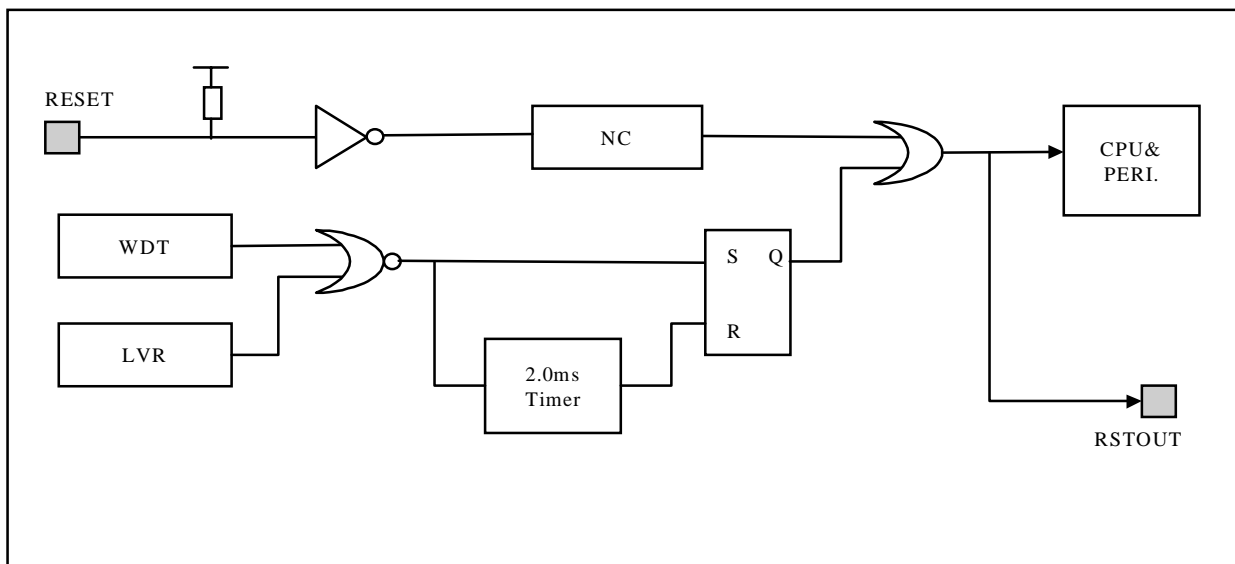 RESET
NC
CPU&
PERI.
WDT
S Q
R
LVR
2.0ms
Timer
RSTOUT